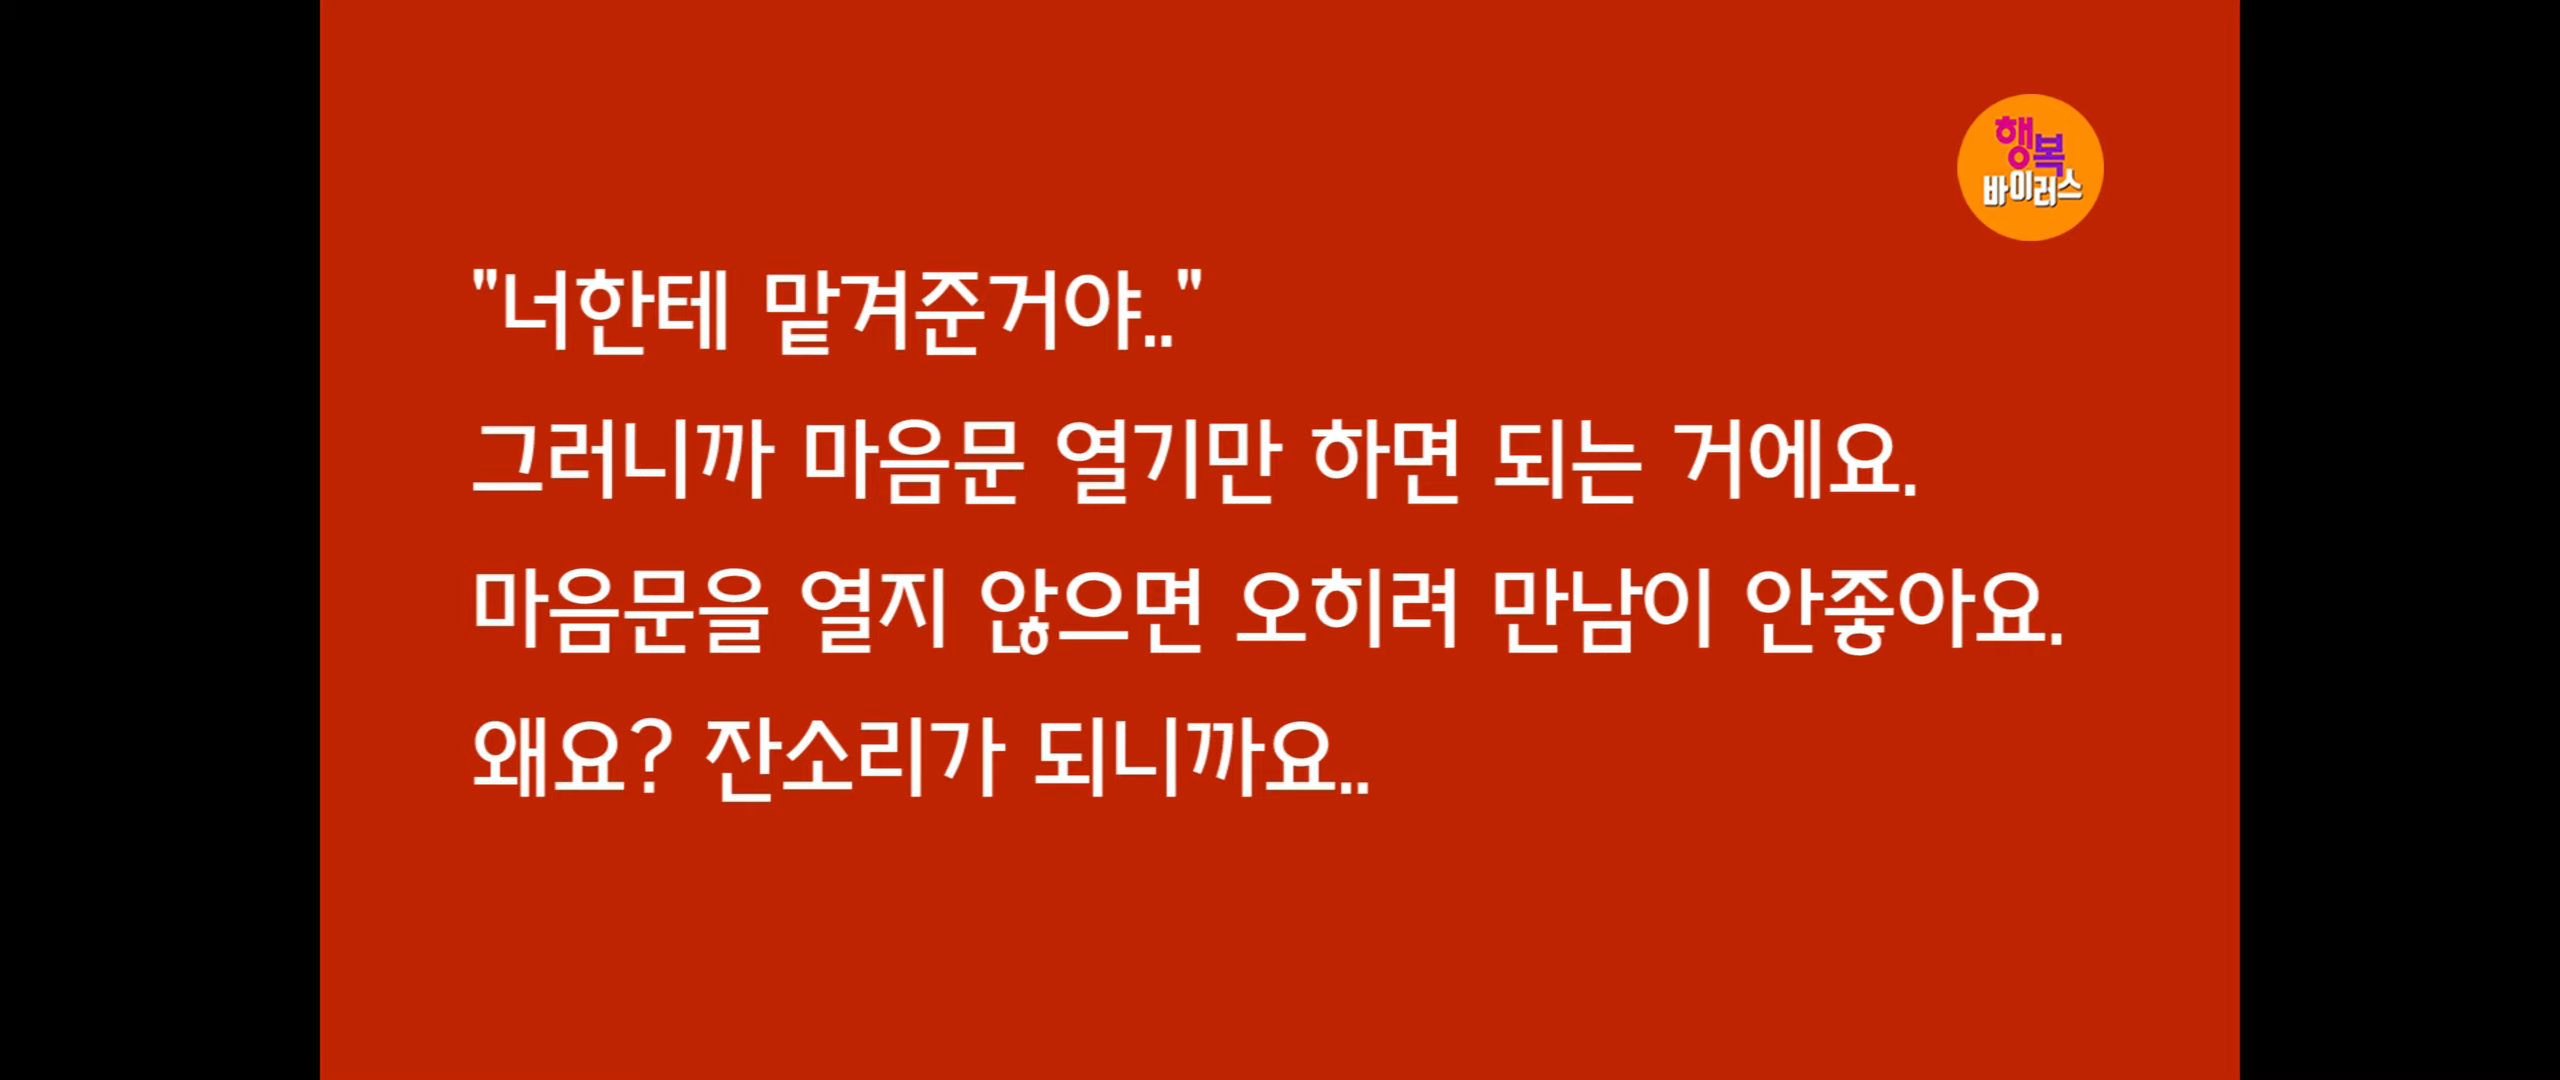 행복
바이러스
"너한테 맡겨준거야.."
그러니까 마음문 열기만 하면 되는 거에요.
마음문을 열지 않으면 오히려 만남이 안좋아요.
왜요? 잔소리가 되니까요..